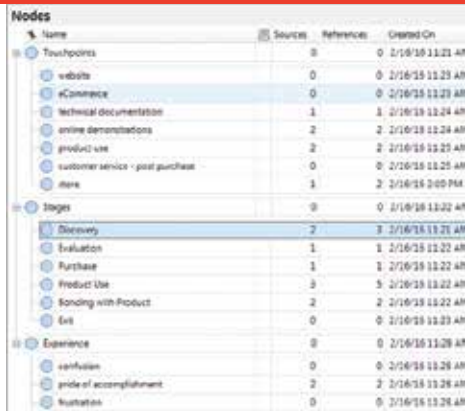 Nodes
Name Sources References Created On
Touchpoints 0 0 2/16/16 11:21 AM
website 0 0 2/16/16 11:23 AM
eCommerce 0 0 2/16/16 11:23 AM
technical documentation 1 1 2/16/16 11:24 AM
online demonstrations 2 2 2/16/16 11:24 AM
product use 2 2 2/16/16 11:25 AM
customer service - post purchase 0 0 2/16/16 11:25 AM
store 1 2 2/16/16 2:00 PM
Stages 0 0 2/16/16 11:22 AM
Discovery 2 3 2/16/16 11:21 AM
Evaluation 1 1 2/16/16 11:22 AM
Purchase 1 1 2/16/16 11:22 AM
Product Use 3 5 2/16/16 11:22 AM
Bonding with Product 2 2 2/16/16 11:22 AM
Exit 0 0 2/16/16 11:23 AM
Experience 0 0 2/16/16 11:28 AM
confusion 0 0 2/16/16 11:28 AM
pride of accomplishment 2 2 2/16/16 11:28 AM
frustration 0 0 2/16/16 11:28 AM